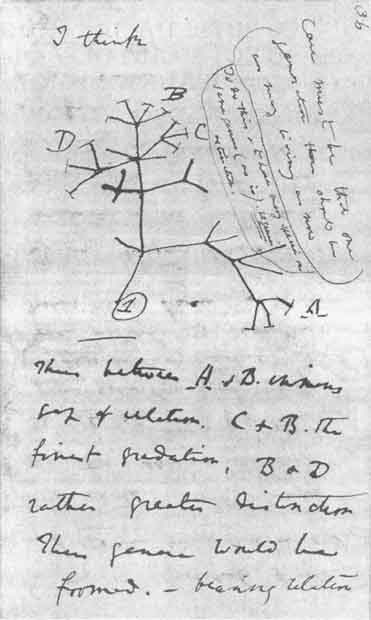 36
I think
Case must be that one
generation then should be
as many living as now
To do this & to have many species in
same genus (as is) requires
extinction.
B
C
D
A
1
Thus between A & B. immense
gap of relation. C & B. the
finest gradation, B & D
rather greater distinction
Thus genera would be
formed. — bearing relation